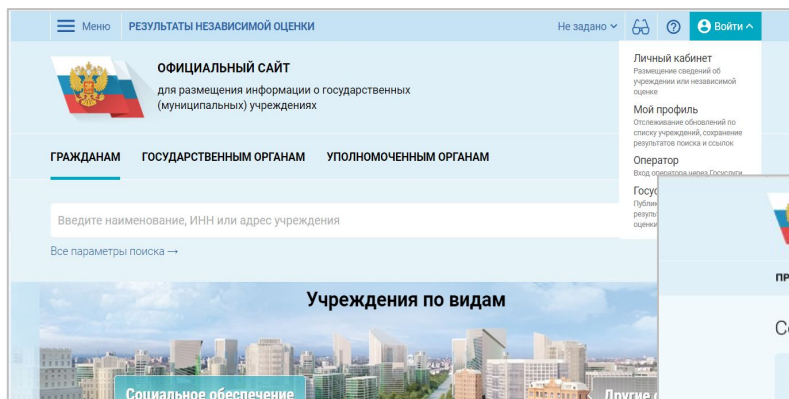 Меню РЕЗУЛЬТАТЫ НЕЗАВИСИМОЙ ОЦЕНКИ Не задано Войти
ОФИЦИАЛЬНЫЙ САЙТ
для размещения информации о государственных
(муниципальных) учреждениях
Личный кабинет
Размещение сведений об
учреждении или независимой
оценке
Мой профиль
Отслеживание обновлений по
списку учреждений, сохранение
результатов поиска и ссылок
Оператор
Вход оператора через Госуслуги
ГРАЖДАНАМ ГОСУДАРСТВЕННЫМ ОРГАНАМ УПОЛНОМОЧЕННЫМ ОРГАНАМ
Введите наименование, ИНН или адрес учреждения
Все параметры поиска →
Учреждения по видам
Социальное обеспечение
Другие